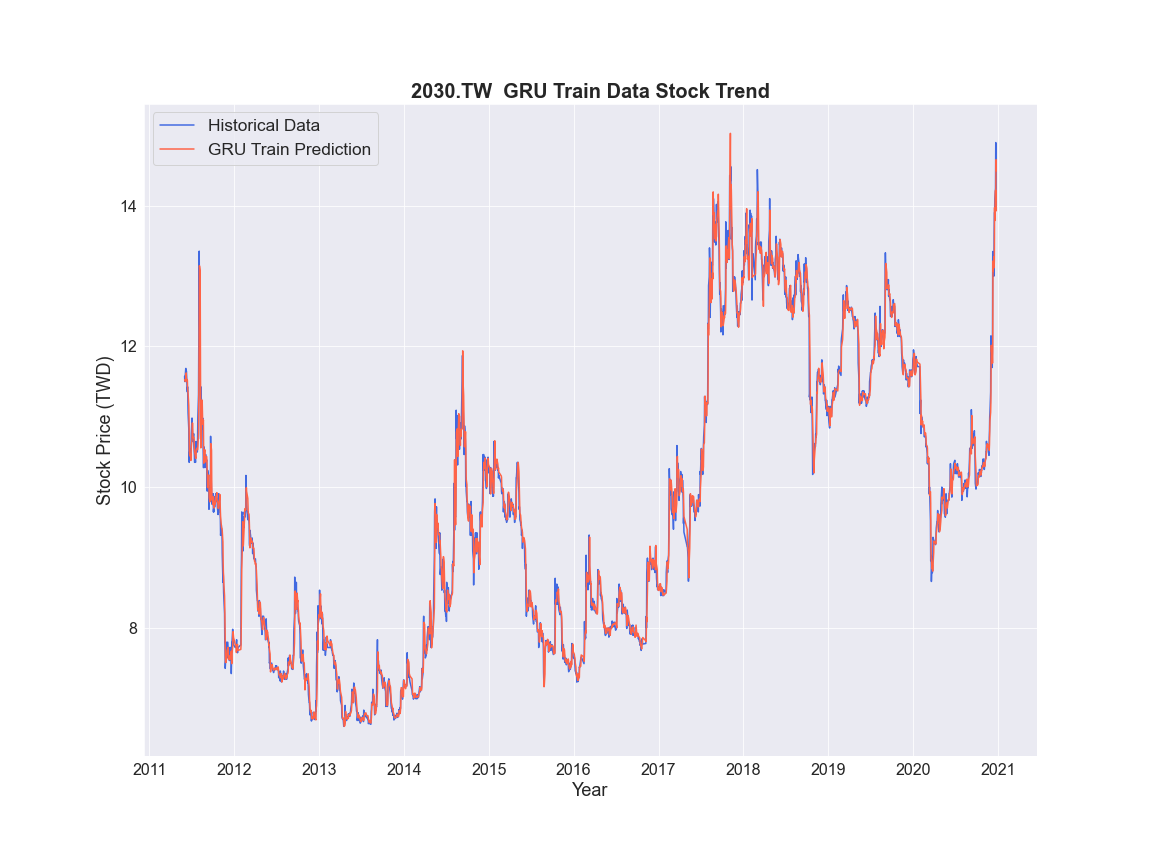 2030.TW  GRU Train Data Stock Trend
Historical Data
GRU Train Prediction
Stock Price (TWD)
14
12
10
8
2011 2012 2013 2014 2015 2016 2017 2018 2019 2020 2021
Year